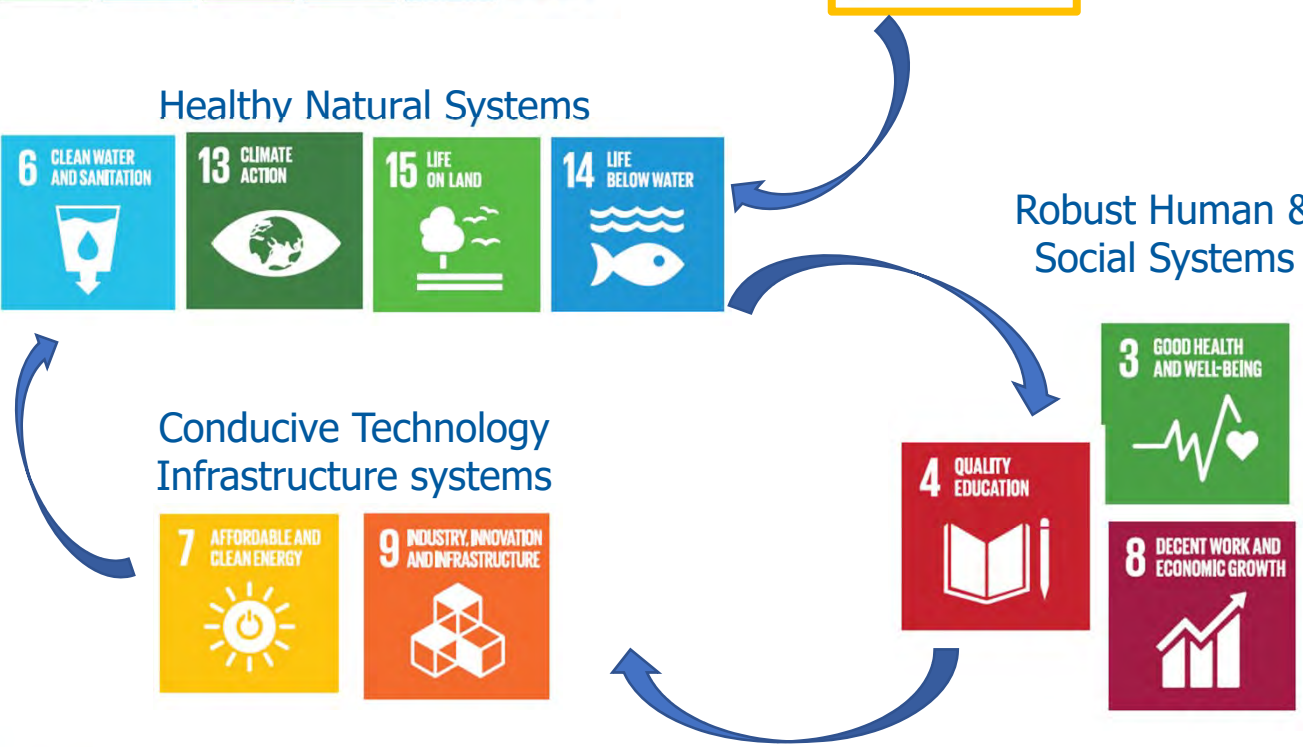 Healthy Natural Systems
6 CLEAN WATER
AND SANITATION
13 CLIMATE
ACTION
15 LIFE
ON LAND
14 LIFE
BELOW WATER
Robust Human &
Social Systems
3 GOOD HEALTH
AND WELL-BEING
4 QUALITY
EDUCATION
8 DECENT WORK AND
ECONOMIC GROWTH
Conducive Technology
Infrastructure systems
7 AFFORDABLE AND
CLEAN ENERGY
9 INDUSTRY, INNOVATION
AND INFRASTRUCTURE